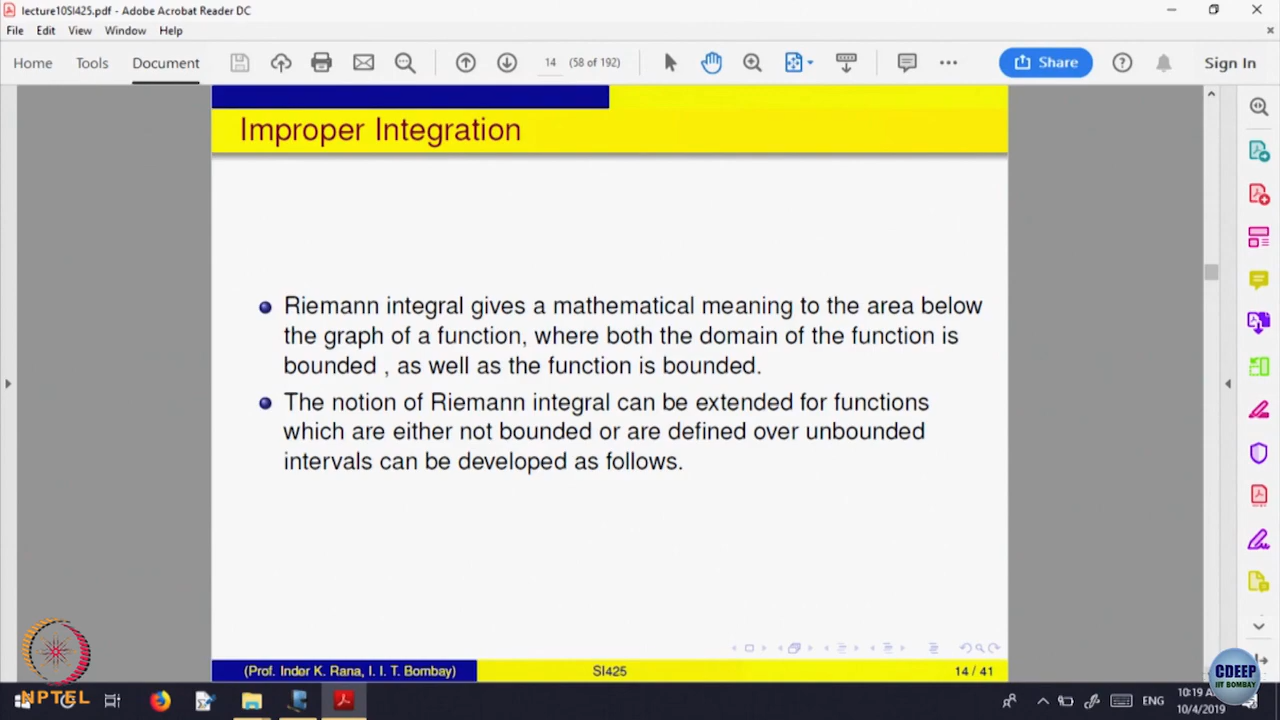 lecture10SI425.pdf - Adobe Acrobat Reader DC
File Edit View Window Help
Home Tools Document 14 (58 of 192) Share Sign In
Improper Integration
Riemann integral gives a mathematical meaning to the area below
the graph of a function, where both the domain of the function is
bounded , as well as the function is bounded.
The notion of Riemann integral can be extended for functions
which are either not bounded or are defined over unbounded
intervals can be developed as follows.
(Prof. Inder K. Rana, I. I. T. Bombay) SI425 14 / 41
NPTEL
CDEEP
IIT BOMBAY
ENG
10:19
10/4/2019